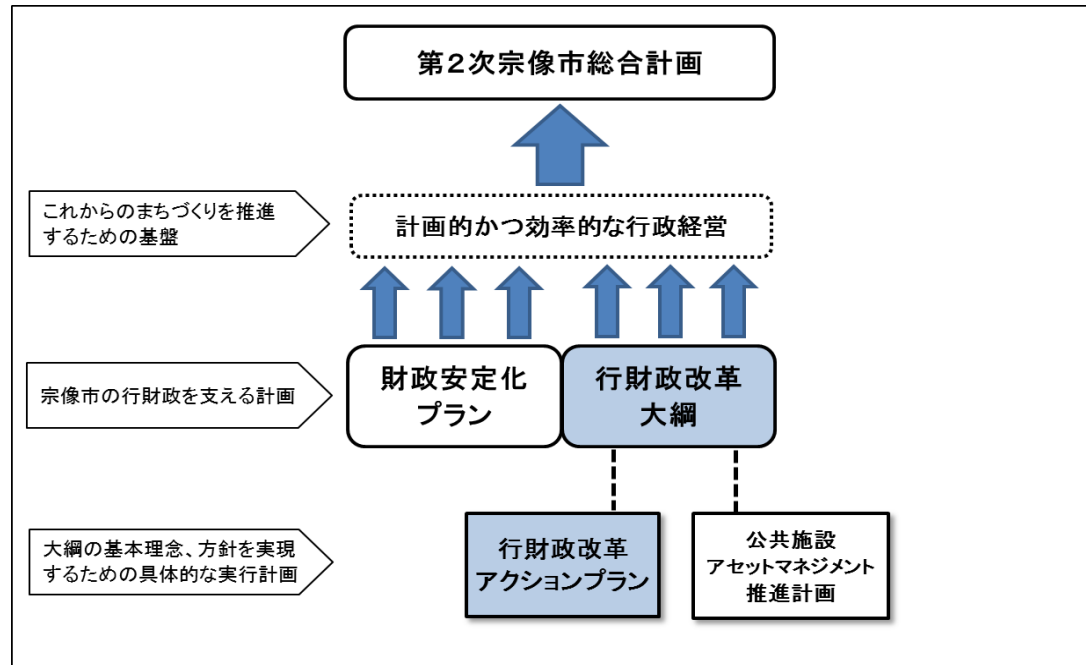 第2次宗像市総合計画
これからのまちづくりを推進
するための基盤
計画的かつ効率的な行政経営
宗像市の行財政を支える計画
財政安定化
プラン
行財政改革
大綱
大綱の基本理念、方針を実現
するための具体的な実行計画
行財政改革
アクションプラン
公共施設
アセットマネジメント
推進計画